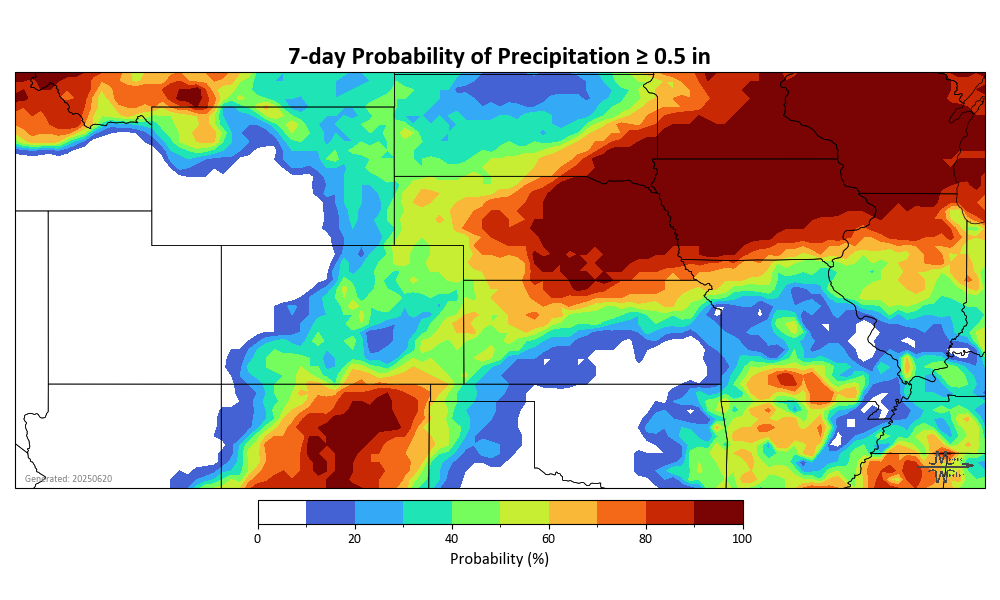 7-day Probability of Precipitation ≥ 0.5 in
Generated: 20250620
0 20 40 60 80 100
Probability (%)